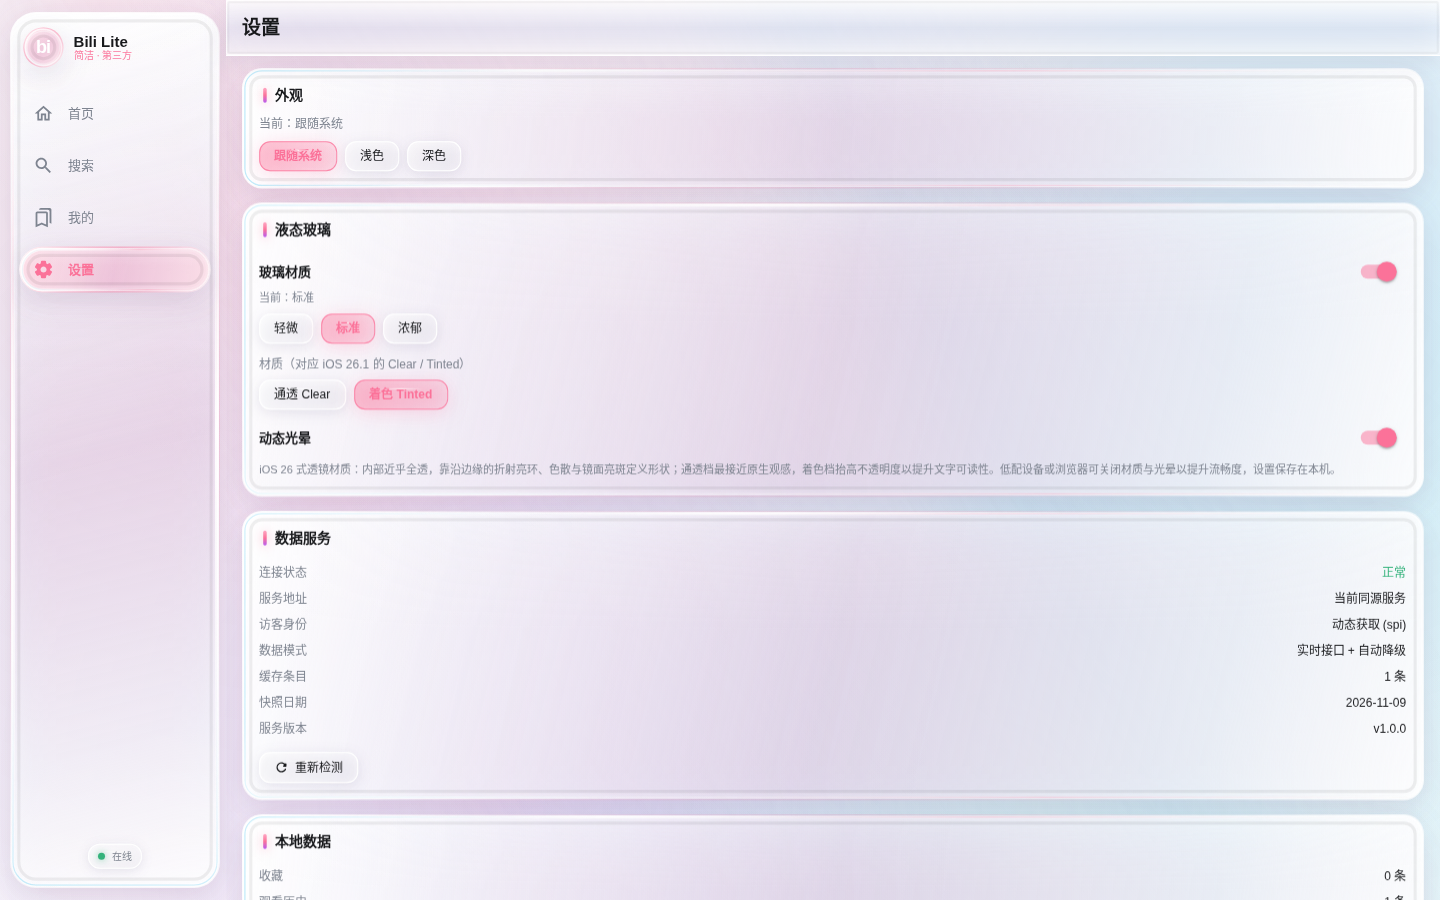 bi
Bili Lite
简洁 · 第三方
首页
搜索
我的
设置
在线
设置
外观
当前：跟随系统
跟随系统
浅色
深色
液态玻璃
玻璃材质
当前：标准
轻微
标准
浓郁
材质（对应 iOS 26.1 的 Clear / Tinted）
通透 Clear
着色 Tinted
动态光晕
iOS 26 式透镜材质：内部近乎全透，靠沿边缘的折射亮环、色散与镜面亮斑定义形状；通透档最接近原生观感，着色档抬高不透明度以提升文字可读性。低配设备或浏览器可关闭材质与光晕以提升流畅度，设置保存在本机。
数据服务
连接状态 正常
服务地址 当前同源服务
访客身份 动态获取 (spi)
数据模式 实时接口 + 自动降级
缓存条目 1 条
快照日期 2026-11-09
服务版本 v1.0.0
重新检测
本地数据
收藏 0 条
观看历史 1 条